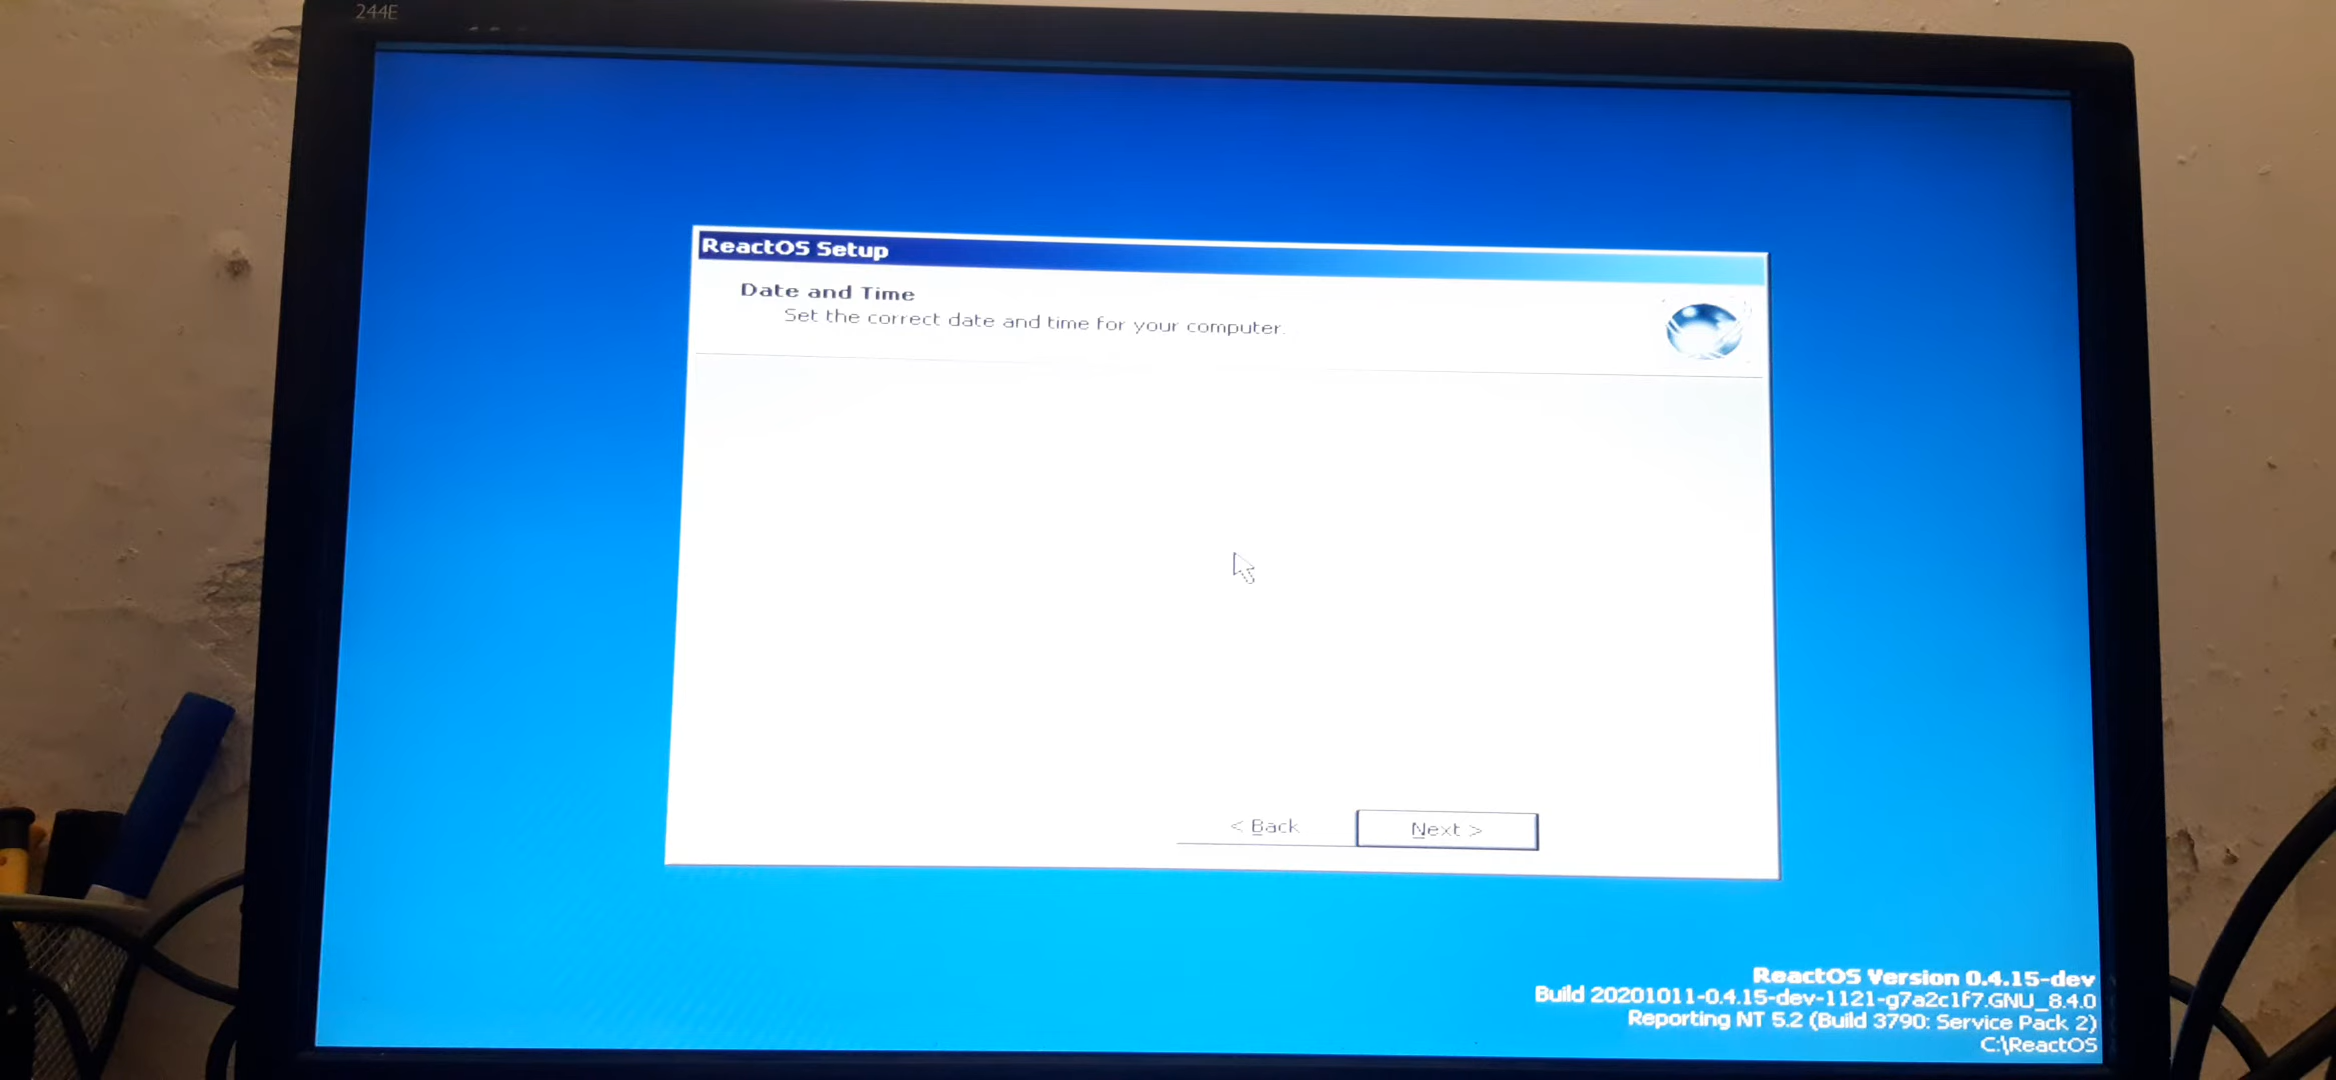 244E
ReactOS Setup
Date and Time
Set the correct date and time for your computer.
< Back
Next >
ReactOS Version 0.4.15-dev
Build 20201011-0.4.15-dev-1121-g7a2c1f7.GNU_8.4.0
Reporting NT 5.2 (Build 3790: Service Pack 2)
C:\ReactOS